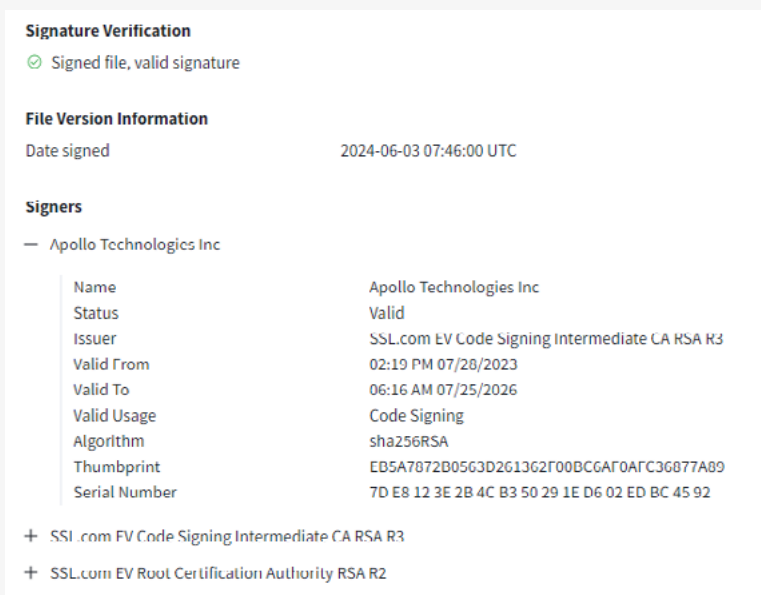 Signature Verification
Signed file, valid signature
File Version Information
Date signed 2024-06-03 07:46:00 UTC
Signers
Apollo Technologies Inc
Name Apollo Technologies Inc
Status Valid
Issuer SSL.com EV Code Signing Intermediate CA RSA R3
Valid From 02:19 PM 07/28/2023
Valid To 06:16 AM 07/25/2026
Valid Usage Code Signing
Algorithm sha256RSA
Thumbprint
Serial Number 7D E8 12 3E 2B 4C B3 50 29 1E D6 02 ED BC 45 92
SSL.com EV Code Signing Intermediate CA RSA R3
SSL.com EV Root Certification Authority RSA R2